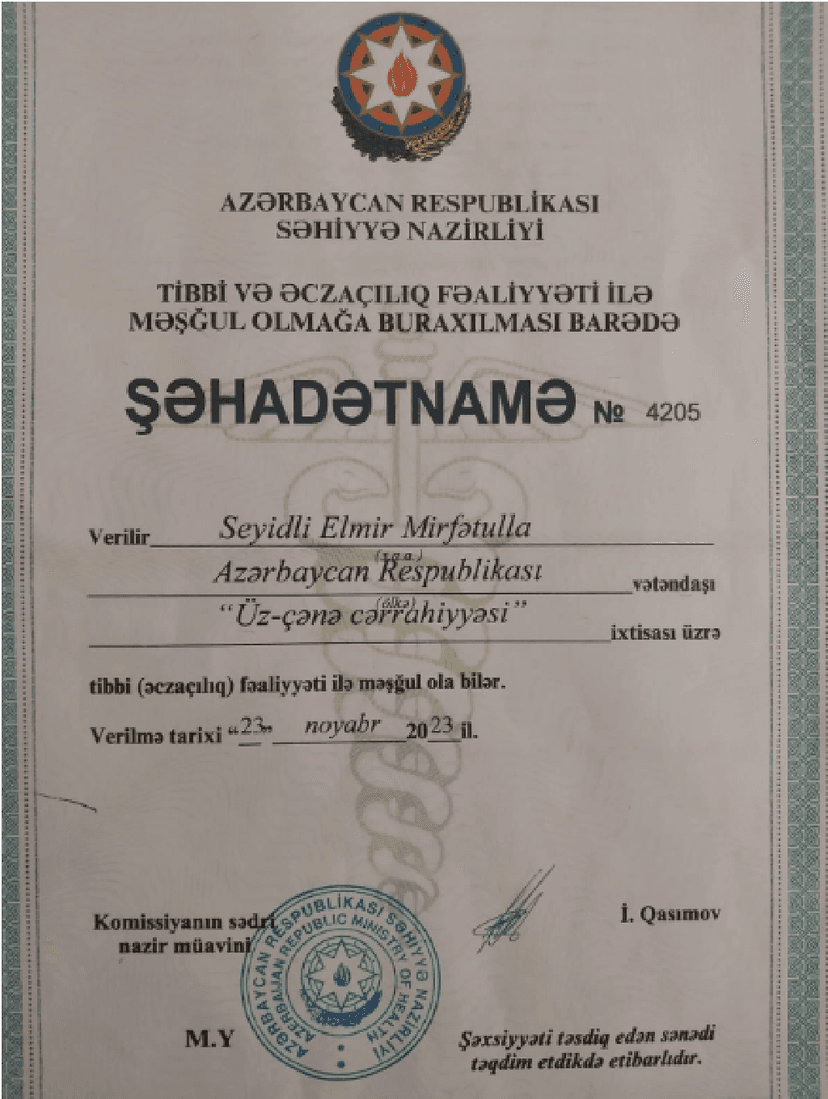 AZƏRBAYCAN RESPUBLİKASI
SƏHİYYƏ NAZİRLİYİ
TİBBİ VƏ ƏCZAÇILIQ FƏALİYYƏTİ İLƏ
MƏŞĞUL OLMAĞA BURAXILMASI BARƏDƏ
ŞƏHADƏTNAMƏ № 4205
Verilir Seyidli Elmir Mirfətulla
(s.a.a.)
Azərbaycan Respublikası vətəndaşı
(ölkə)
“Üz-çənə cərrahiyyəsi” ixtisası üzrə
tibbi (əczaçılıq) fəaliyyəti ilə məşğul ola bilər.
Verilmə tarixi “23” noyabr 2023 il.
Komissiyanın sədri
nazir müavini
İ. Qasımov
AZƏRBAYCAN RESPUBLİKASI SƏHİYYƏ NAZİRLİYİ
AZERBAIJAN REPUBLIC MINISTRY OF HEALTH
M.Y
Şəxsiyyəti təsdiq edən sənədi
təqdim etdikdə etibarlıdır.